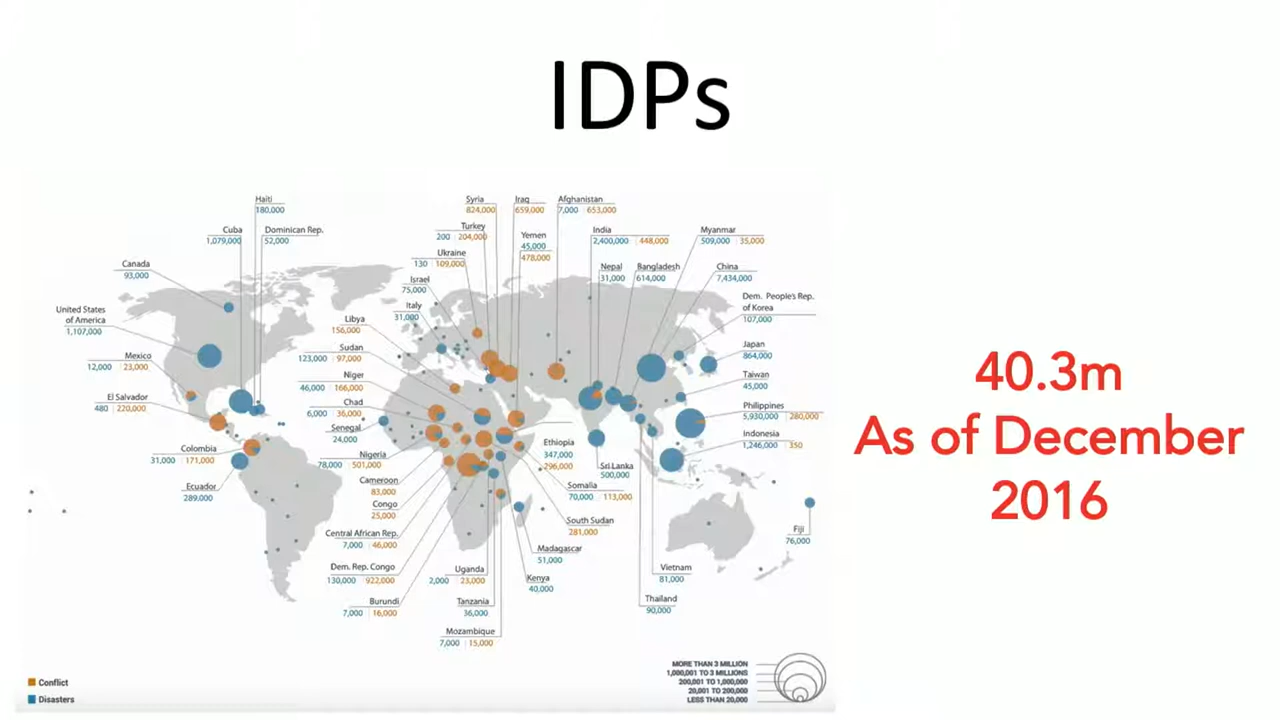 IDPs
Haiti
180,000
Cuba
1,079,000
Dominican Rep.
52,000
Canada
93,000
United States
of America
1,107,000
Mexico
12,000 | 23,000
El Salvador
480 | 220,000
Colombia
31,000 | 171,000
Ecuador
289,000
Syria
824,000
Iraq
659,000
Afghanistan
7,000 | 653,000
Turkey
200 | 204,000
Yemen
45,000
478,000
Ukraine
130 | 109,000
Israel
75,000
Italy
31,000
Libya
156,000
Sudan
123,000 | 97,000
Niger
46,000 | 166,000
Chad
6,000 | 36,000
Senegal
24,000
Nigeria
78,000 | 501,000
Cameroon
83,000
Congo
25,000
Central African Rep.
7,000 | 46,000
Dem. Rep. Congo
130,000 | 922,000
Burundi
7,000 | 16,000
Uganda
2,000 | 23,000
Tanzania
36,000
Mozambique
7,000 | 15,000
Kenya
40,000
Madagascar
51,000
South Sudan
281,000
Somalia
70,000 | 113,000
Ethiopia
347,000
296,000
India
2,400,000 | 448,000
Nepal
31,000
Bangladesh
614,000
Myanmar
509,000 | 35,000
China
7,434,000
Dem. People's Rep.
of Korea
107,000
Japan
864,000
Taiwan
45,000
Philippines
5,930,000 | 280,000
Indonesia
1,246,000 | 350
Sri Lanka
500,000
Fiji
76,000
Vietnam
81,000
Thailand
90,000
Conflict
Disasters
MORE THAN 3 MILLION
1,000,001 TO 3 MILLIONS
200,001 TO 1,000,000
20,001 TO 200,000
LESS THAN 20,000
40.3m
As of December
2016